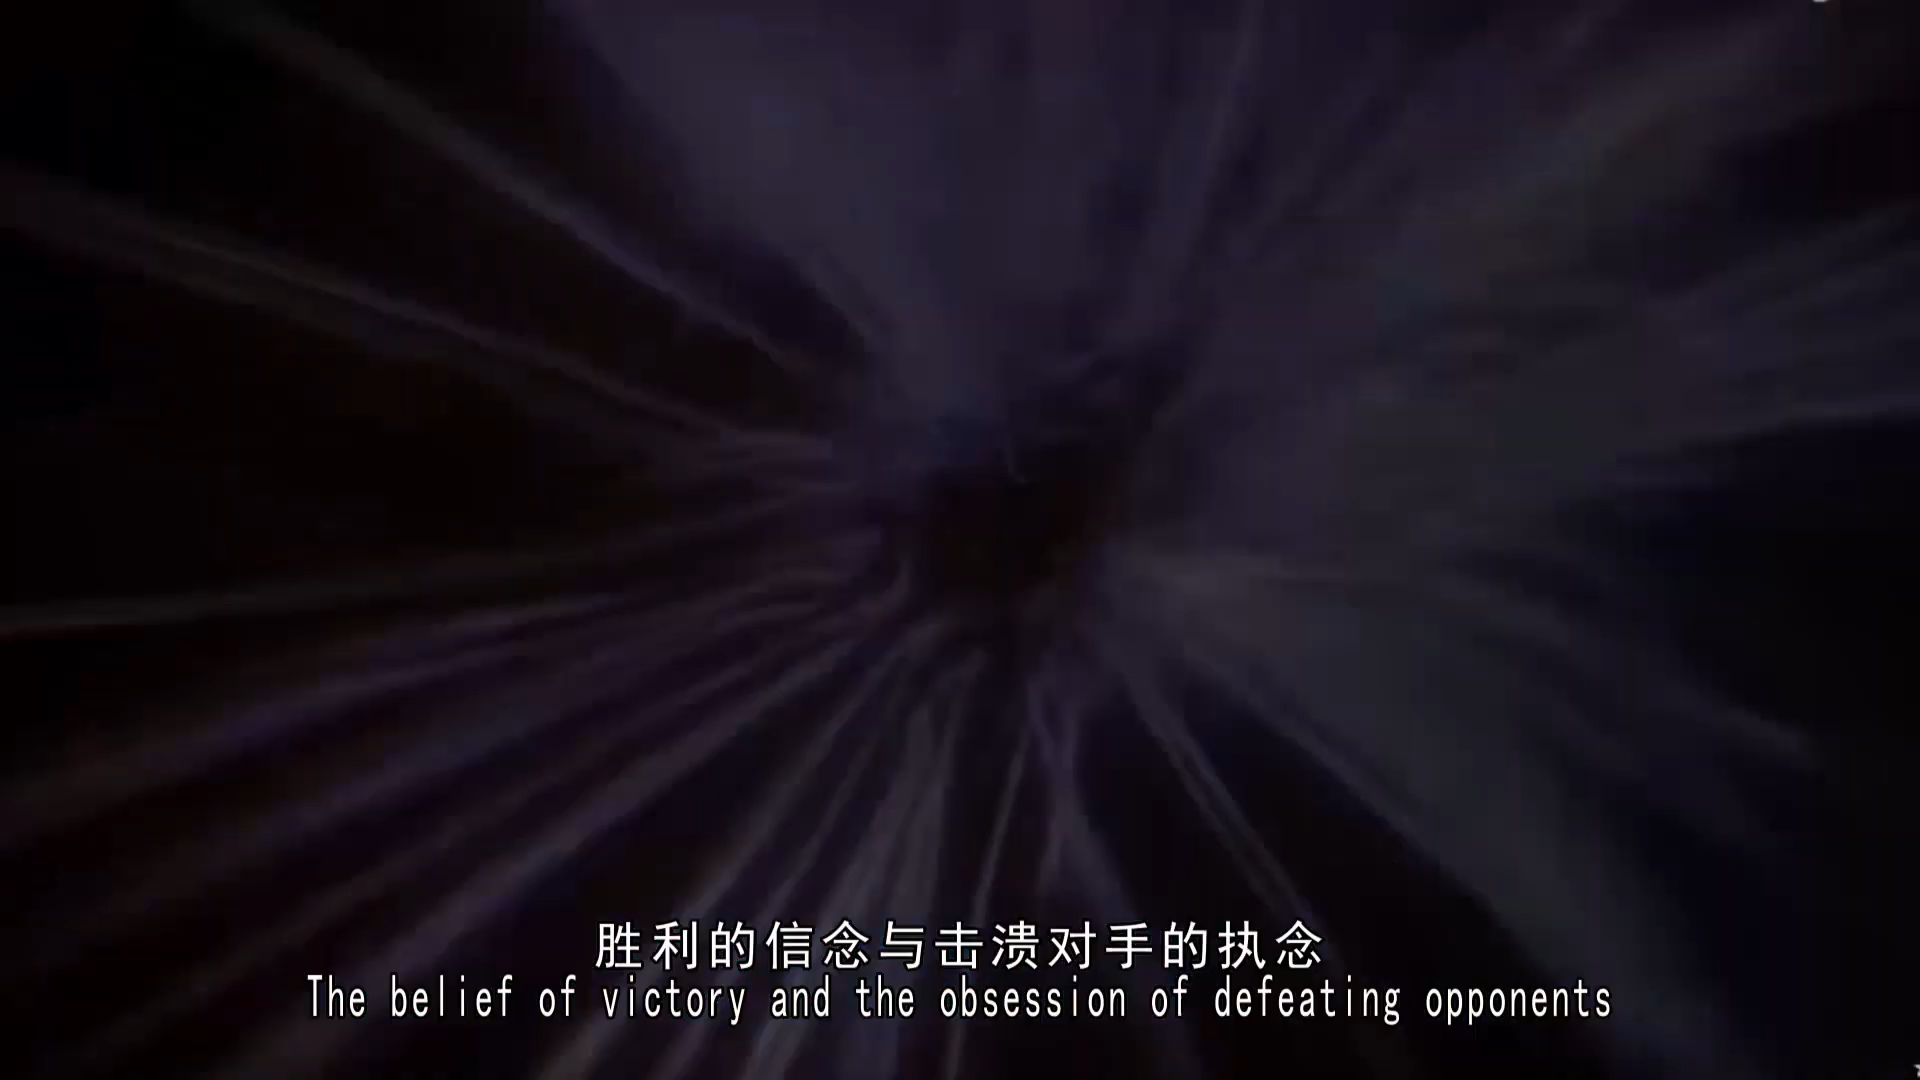 胜利的信念与击溃对手的执念
The belief of victory and the obsession of defeating opponents